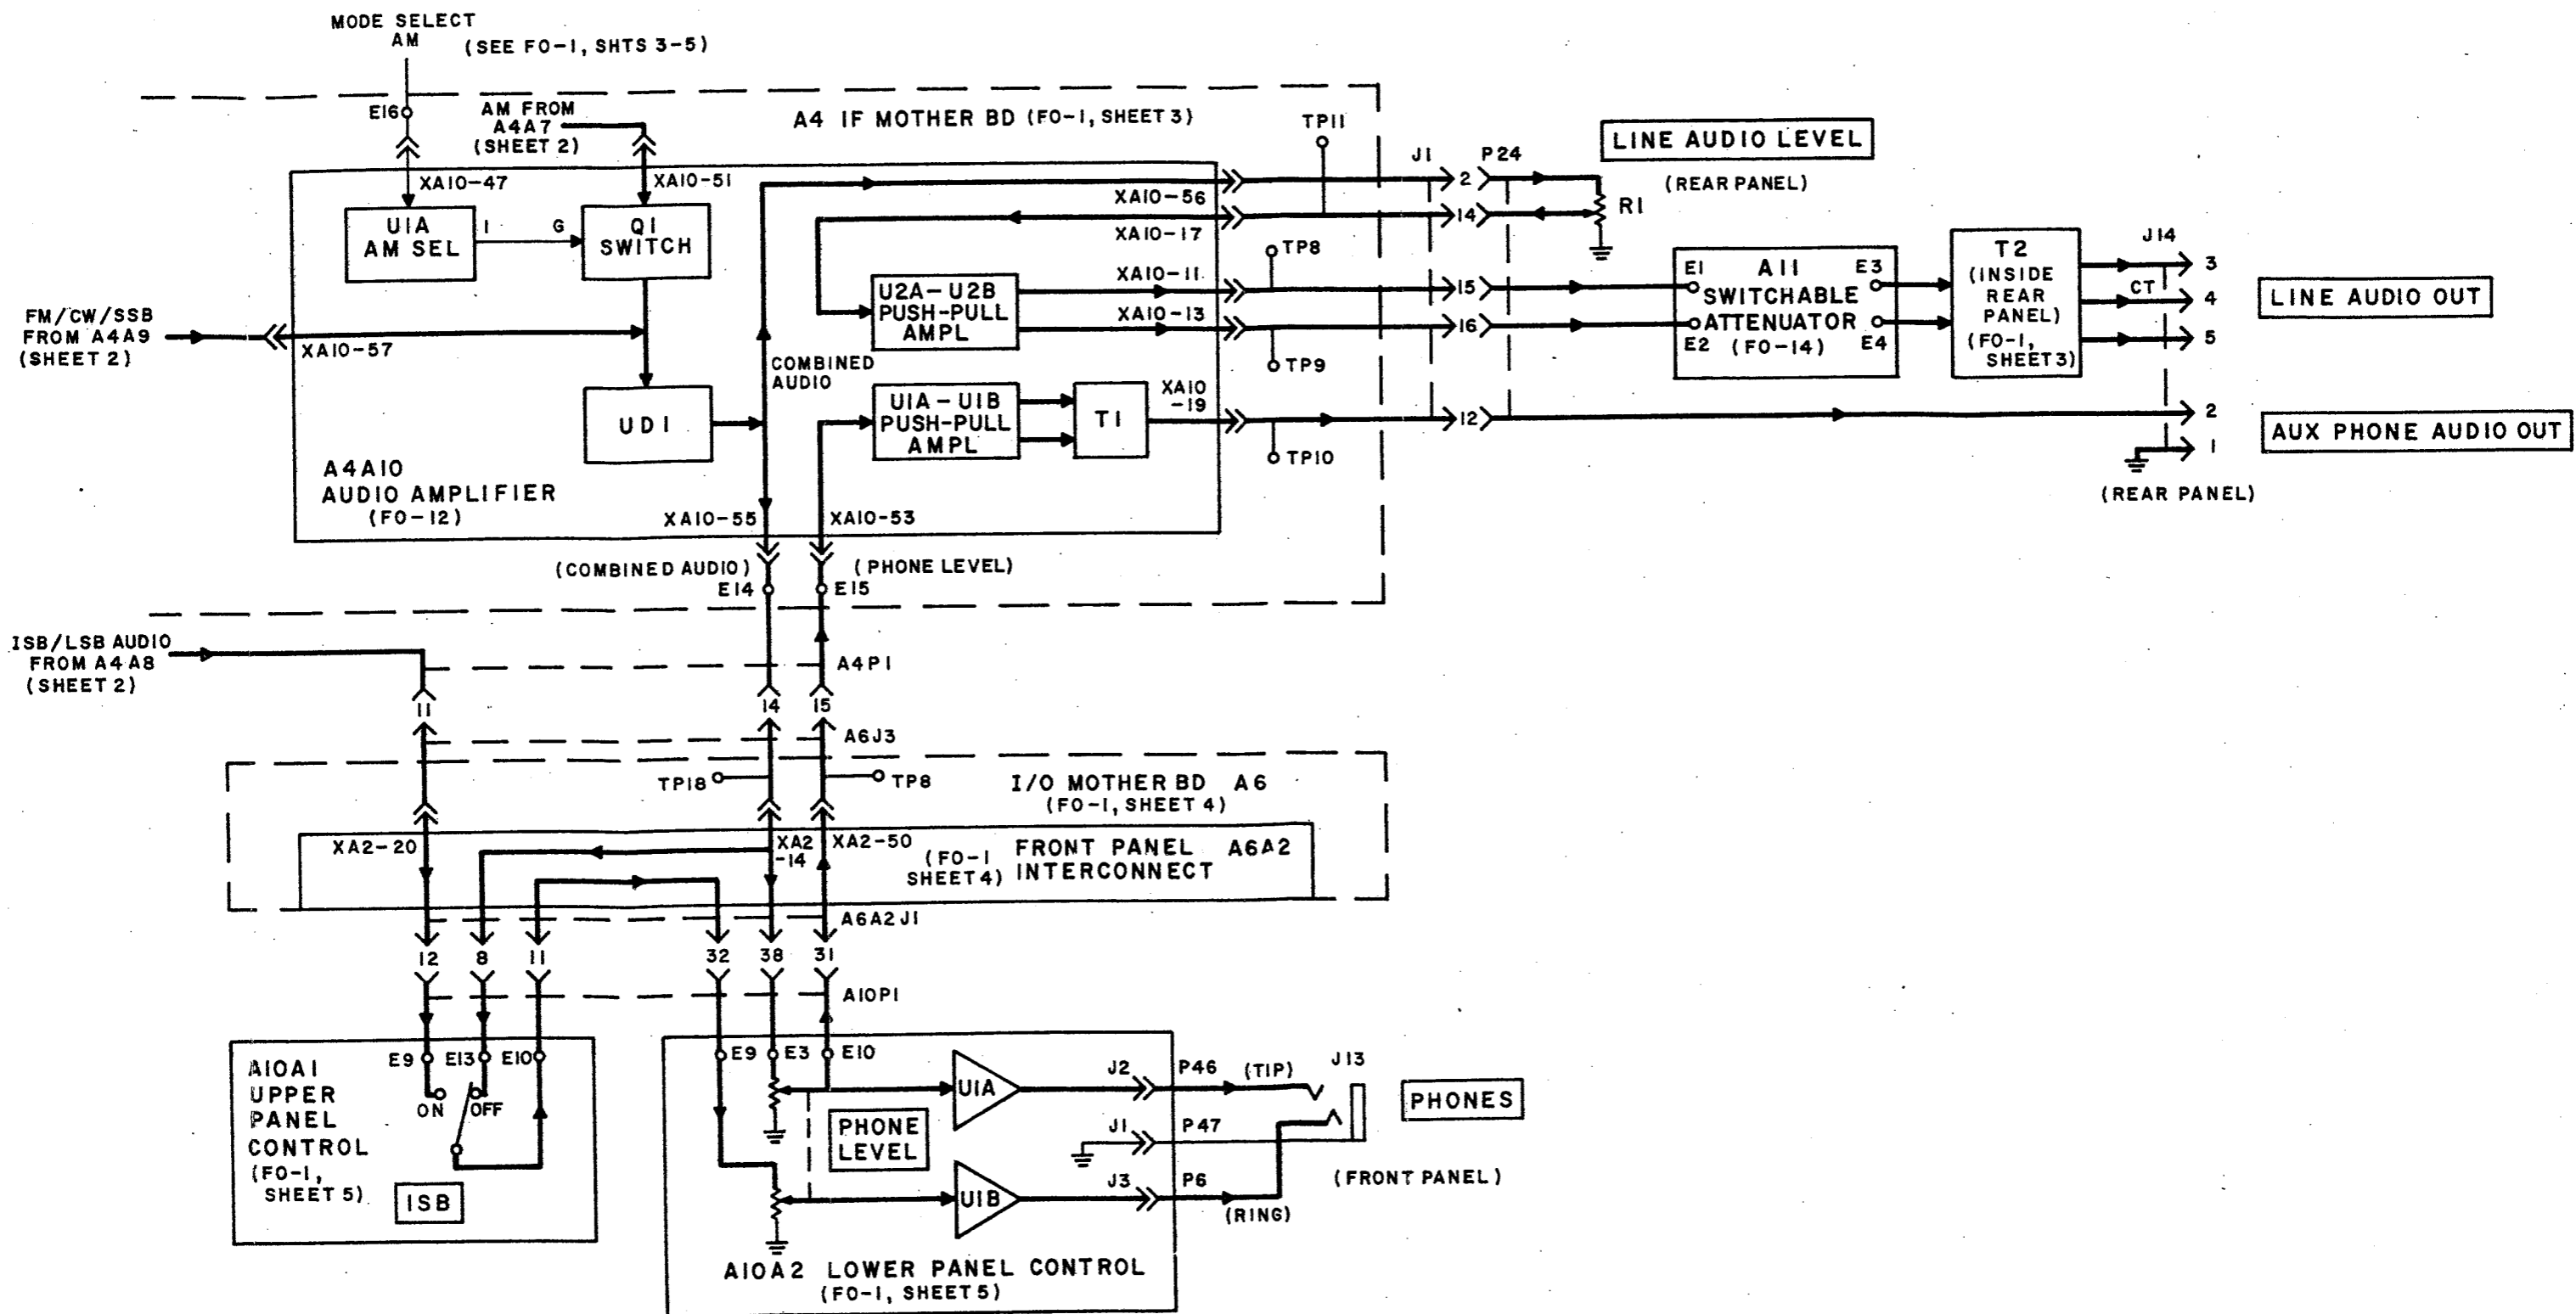 MODE SELECT
AM
(SEE FO-1, SHTS 3-5)
E16
AM FROM
A4A7
(SHEET 2)
A4 IF MOTHER BD (FO-1, SHEET 3)
TP11
J1
P24
LINE AUDIO LEVEL
(REAR PANEL)
XA10-47
XA10-51
XA10-56
2
U1A
AM SEL
1
G
Q1
SWITCH
XA10-17
14
R1
TP8
XA10-11
15
XA10-13
16
TP9
U2A-U2B
PUSH-PULL
AMPL
E1
A11
E3
SWITCHABLE
ATTENUATOR
E2
(FO-14)
E4
T2
(INSIDE
REAR
PANEL)
(FO-1,
SHEET 3)
J14
3
CT
4
5
LINE AUDIO OUT
FM/CW/SSB
FROM A4A9
(SHEET 2)
XA10-57
COMBINED
AUDIO
UD1
U1A-U1B
PUSH-PULL
AMPL
T1
XA10
-19
12
TP10
2
1
AUX PHONE AUDIO OUT
(REAR PANEL)
A4A10
AUDIO AMPLIFIER
(FO-12)
XA10-55
XA10-53
(COMBINED AUDIO)
(PHONE LEVEL)
E14
E15
ISB/LSB AUDIO
FROM A4A8
(SHEET 2)
A4P1
11
14
15
A6J3
TP18
TP8
I/O MOTHER BD A6
(FO-1, SHEET 4)
XA2-20
XA2
-14
XA2-50
(FO-1
SHEET 4)
FRONT PANEL A6A2
INTERCONNECT
A6A2J1
12
8
11
32
38
31
A10P1
A10A1
UPPER
PANEL
CONTROL
(FO-1,
SHEET 5)
E9
E13
E10
ON
OFF
ISB
E9
E3
E10
PHONE
LEVEL
U1A
U1B
J2
P46
(TIP)
J13
PHONES
J1
P47
J3
P6
(RING)
(FRONT PANEL)
A10A2 LOWER PANEL CONTROL
(FO-1, SHEET 5)